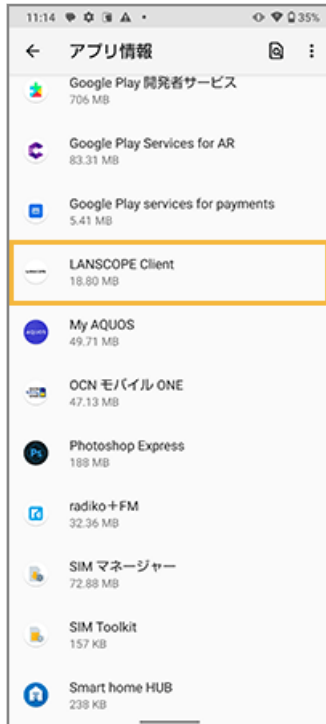 11:14 35%
アプリ情報
Google Play 開発者サービス
706 MB
Google Play Services for AR
83.31 MB
Google Play services for payments
5.41 MB
LANSCOPE Client
18.80 MB
My AQUOS
49.71 MB
OCN モバイル ONE
47.13 MB
Photoshop Express
188 MB
radiko＋FM
32.36 MB
SIM マネージャー
72.88 MB
SIM Toolkit
157 KB
Smart home HUB
238 KB